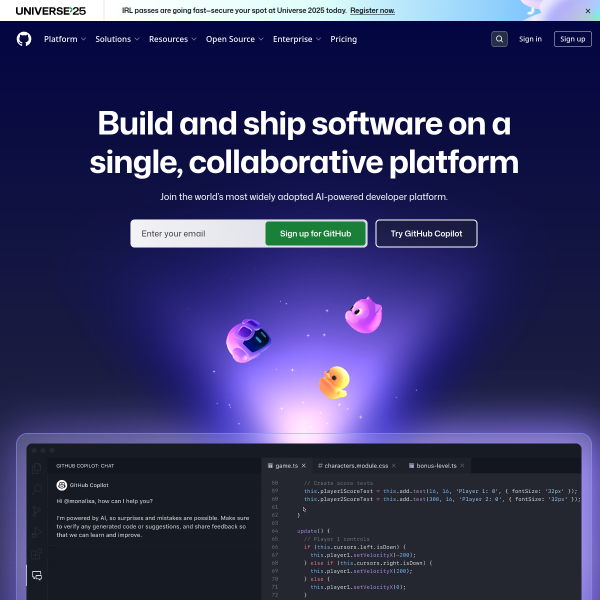 UNIVERSE'25
IRL passes are going fast—secure your spot at Universe 2025 today. Register now.
Platform Solutions Resources Open Source Enterprise Pricing Sign in Sign up
Build and ship software on a
single, collaborative platform
Join the world's most widely adopted AI-powered developer platform.
Enter your email Sign up for GitHub Try GitHub Copilot
GITHUB COPILOT: CHAT
GitHub Copilot
Hi @monalisa, how can I help you?
I'm powered by AI, so surprises and mistakes are possible. Make sure
to verify any generated code or suggestions, and share feedback so
that we can learn and improve.
game.ts characters.module.css bonus-level.ts
58 // Create score texts
59 this.player1ScoreText = this.add.text(16, 16, 'Player 1: 0', { fontSize: '32px' });
60 this.player2ScoreText = this.add.text(300, 16, 'Player 2: 0', { fontSize: '32px' });
61
62 }
63
64 update() {
65 // Player 1 controls
66 if (this.cursors.left.isDown) {
67 this.player1.setVelocityX(-200);
68 } else if (this.cursors.right.isDown) {
69 this.player1.setVelocityX(200);
70 } else {
71 this.player1.setVelocityX(0);
72 }